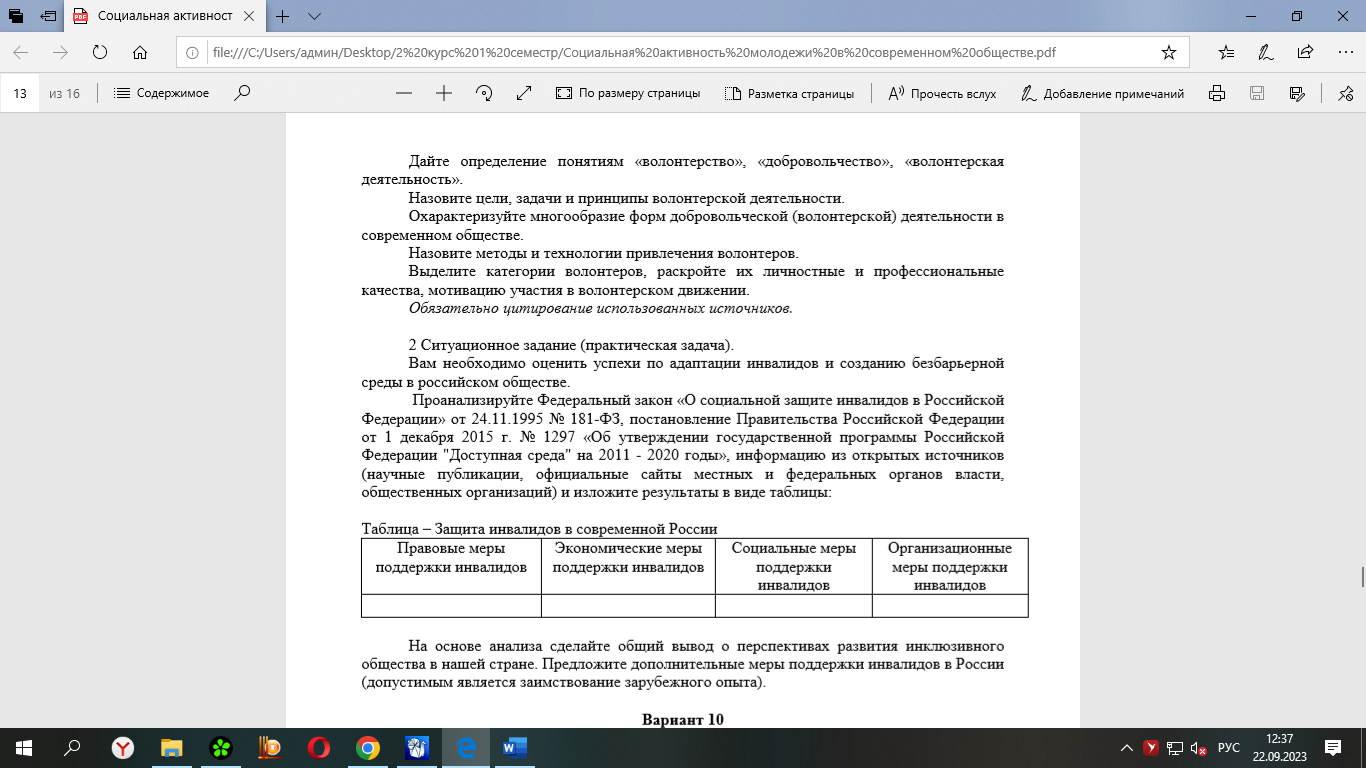 Социальная активност
file:///C:/Users/админ/Desktop/2%20курс%201%20семестр/Социальная%20активность%20молодежи%20в%20современном%20обществе.pdf
13 из 16 Содержимое По размеру страницы Разметка страницы Прочесть вслух Добавление примечаний
Дайте определение понятиям «волонтерство», «добровольчество», «волонтерская
деятельность».
Назовите цели, задачи и принципы волонтерской деятельности.
Охарактеризуйте многообразие форм добровольческой (волонтерской) деятельности в
современном обществе.
Назовите методы и технологии привлечения волонтеров.
Выделите категории волонтеров, раскройте их личностные и профессиональные
качества, мотивацию участия в волонтерском движении.
Обязательно цитирование использованных источников.
2 Ситуационное задание (практическая задача).
Вам необходимо оценить успехи по адаптации инвалидов и созданию безбарьерной
среды в российском обществе.
Проанализируйте Федеральный закон «О социальной защите инвалидов в Российской
Федерации» от 24.11.1995 № 181-ФЗ, постановление Правительства Российской Федерации
от 1 декабря 2015 г. № 1297 «Об утверждении государственной программы Российской
Федерации "Доступная среда" на 2011 - 2020 годы», информацию из открытых источников
(научные публикации, официальные сайты местных и федеральных органов власти,
общественных организаций) и изложите результаты в виде таблицы:
Таблица – Защита инвалидов в современной России
Правовые меры
поддержки инвалидов
Экономические меры
поддержки инвалидов
Социальные меры
поддержки
инвалидов
Организационные
меры поддержки
инвалидов
На основе анализа сделайте общий вывод о перспективах развития инклюзивного
общества в нашей стране. Предложите дополнительные меры поддержки инвалидов в России
(допустимым является заимствование зарубежного опыта).
Вариант 10
РУС
12:37
22.09.2023